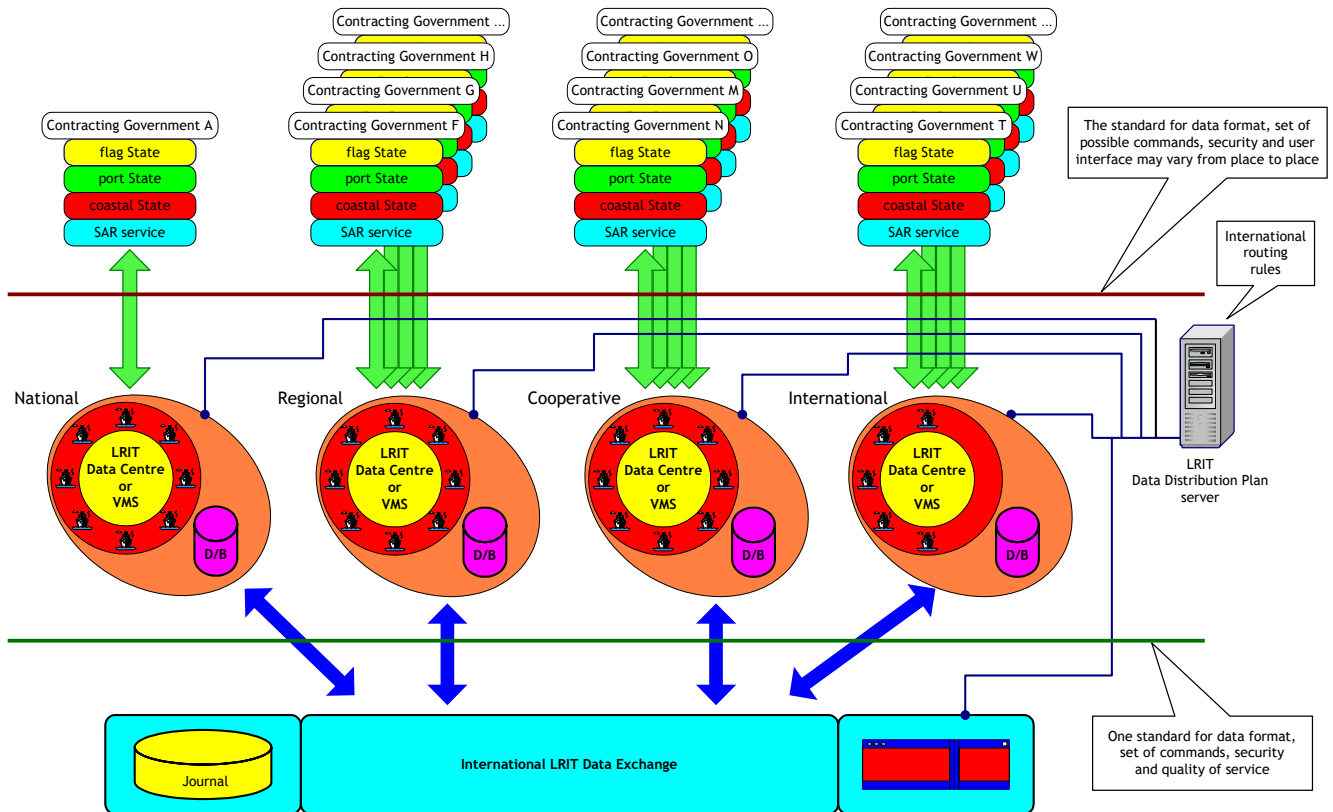 Contracting Government ...
Contracting Government H
Contracting Government G
Contracting Government F
flag State
port State
coastal State
SAR service
Contracting Government A
flag State
port State
coastal State
SAR service
Contracting Government ...
Contracting Government O
Contracting Government M
Contracting Government N
flag State
port State
coastal State
SAR service
Contracting Government ...
Contracting Government W
Contracting Government U
Contracting Government T
flag State
port State
coastal State
SAR service
The standard for data format, set of
possible commands, security and user
interface may vary from place to place
International
routing
rules
National
LRIT
Data Centre
or
VMS
D/B
Regional
LRIT
Data Centre
or
VMS
D/B
Cooperative
LRIT
Data Centre
or
VMS
D/B
International
LRIT
Data Centre
or
VMS
D/B
LRIT
Data Distribution Plan
server
Journal
International LRIT Data Exchange
One standard for data format,
set of commands, security
and quality of service